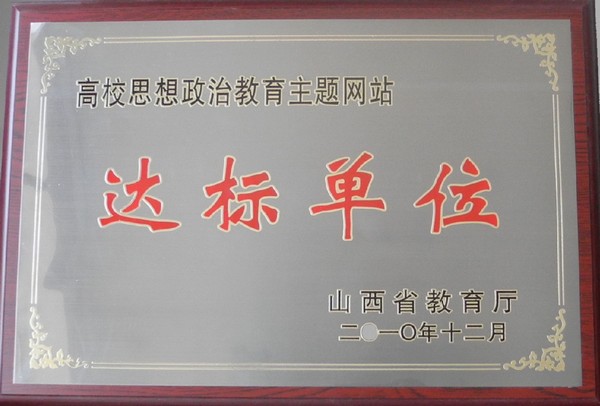 高校思想政治教育主题网站
达标单位
山西省教育厅
二〇一〇年十二月